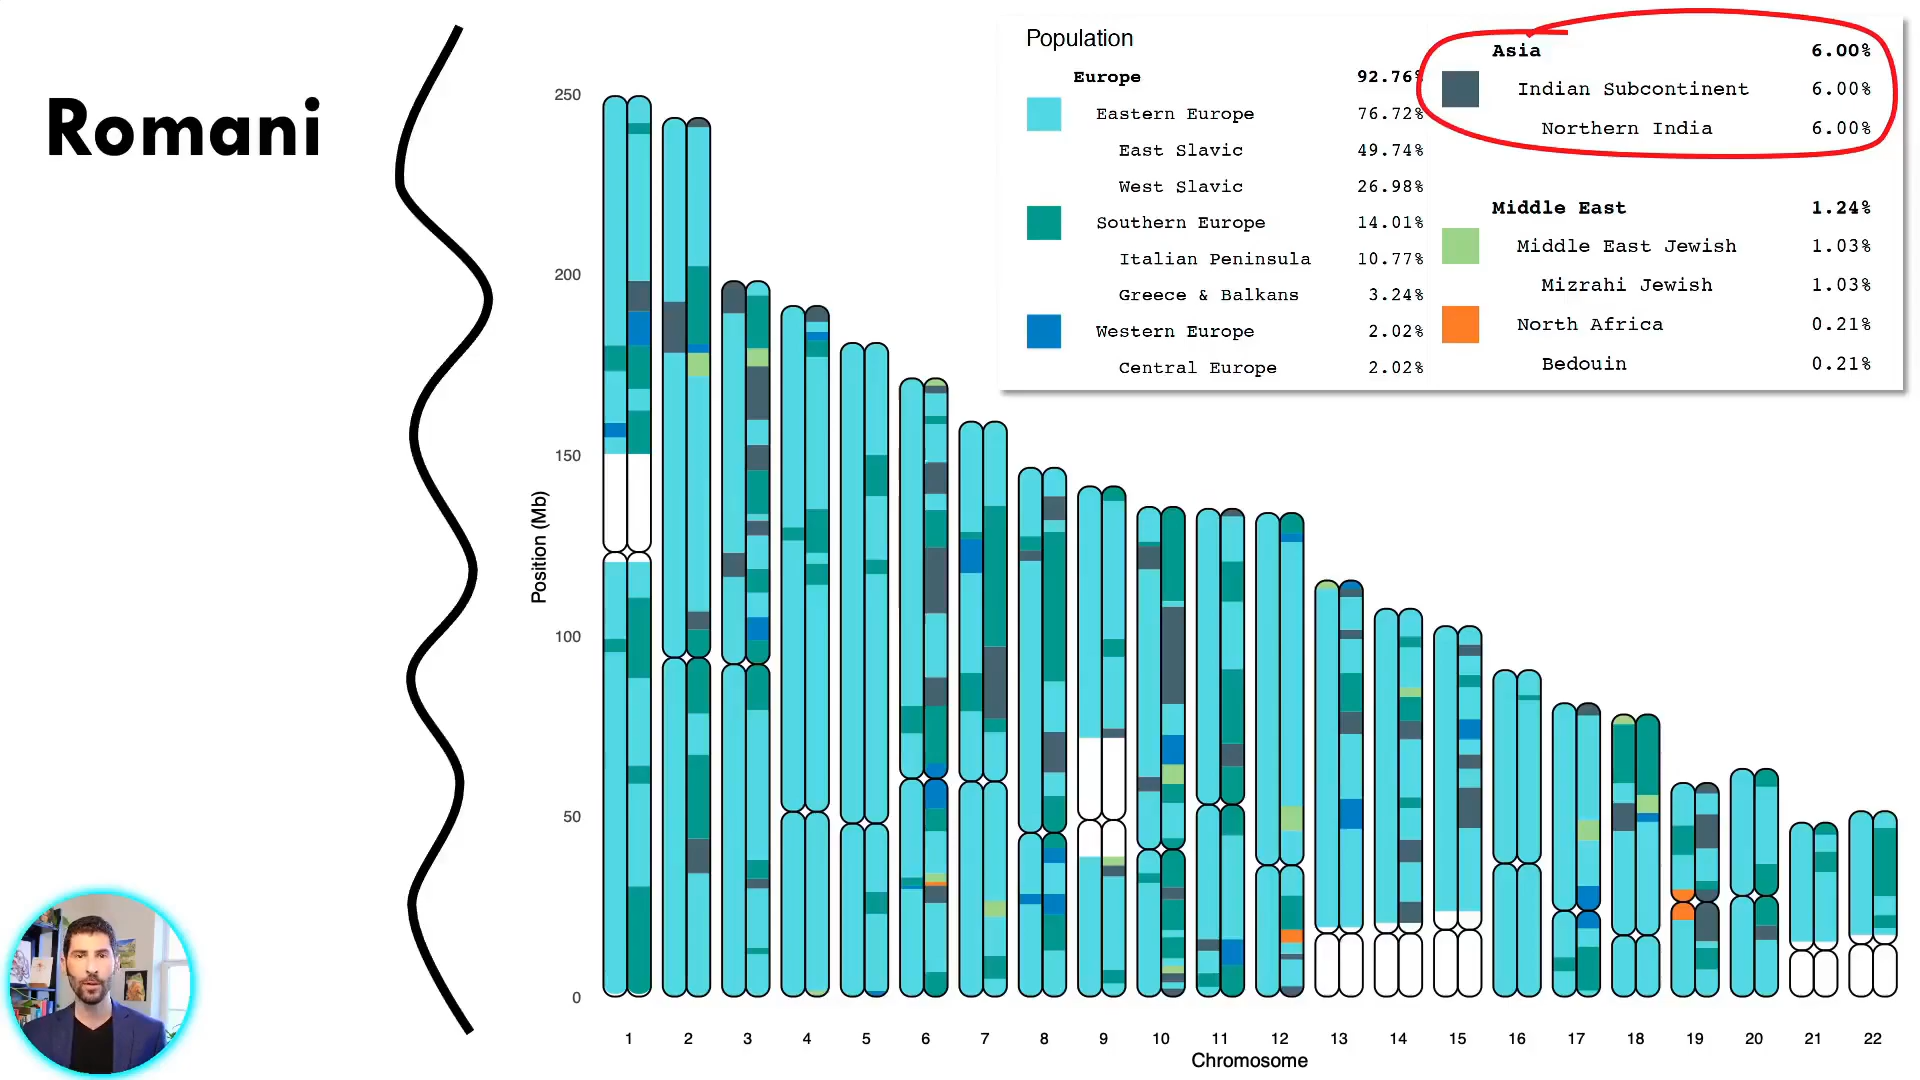 Romani
Population
Europe 92.76%
Eastern Europe 76.72%
East Slavic 49.74%
West Slavic 26.98%
Southern Europe 14.01%
Italian Peninsula 10.77%
Greece & Balkans 3.24%
Western Europe 2.02%
Central Europe 2.02%
Asia 6.00%
Indian Subcontinent 6.00%
Northern India 6.00%
Middle East 1.24%
Middle East Jewish 1.03%
Mizrahi Jewish 1.03%
North Africa 0.21%
Bedouin 0.21%
Position (Mb)
250
200
150
100
50
0
1 2 3 4 5 6 7 8 9 10 11 12 13 14 15 16 17 18 19 20 21 22
Chromosome